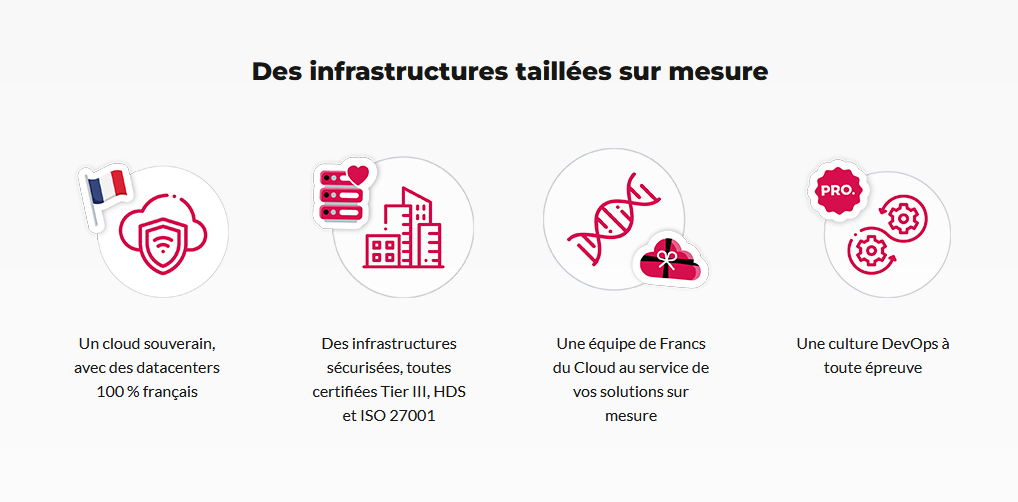 Des infrastructures taillées sur mesure
PRO.
Un cloud souverain,
avec des datacenters
100 % français
Des infrastructures
sécurisées, toutes
certifiées Tier III, HDS
et ISO 27001
Une équipe de Francs
du Cloud au service de
vos solutions sur
mesure
Une culture DevOps à
toute épreuve